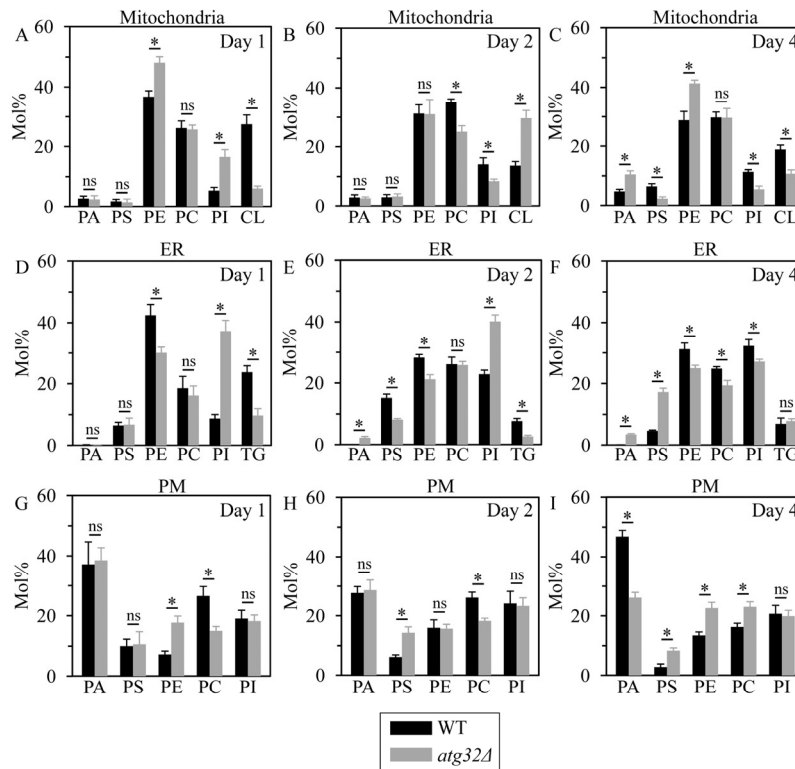 Mitochondria Mitochondria Mitochondria
A Day 1 B Day 2 C Day 4
60 60 60
* *
ns * ns * ns *
40 40 40
Mol% * Mol% * Mol%
20 20 * 20 * * * *
ns ns ns ns
0 0 0
PA PS PE PC PI CL PA PS PE PC PI CL PA PS PE PC PI CL
ER ER ER
D Day 1 E Day 2 F Day 4
60 60 60
* * *
40 40 40 * *
Mol% ns * Mol% * ns Mol% *
20 20 * 20 *
ns ns * * * ns
0 0 0
PA PS PE PC PI TG PA PS PE PC PI TG PA PS PE PC PI TG
PM PM PM
G Day 1 H Day 2 I Day 4
60 60 60
ns *
40 40 40
Mol% * Mol% ns * ns Mol% * * ns
20 ns * ns 20 * ns 20 *
0 0 0
PA PS PE PC PI PA PS PE PC PI PA PS PE PC PI
WT
atg32Δ